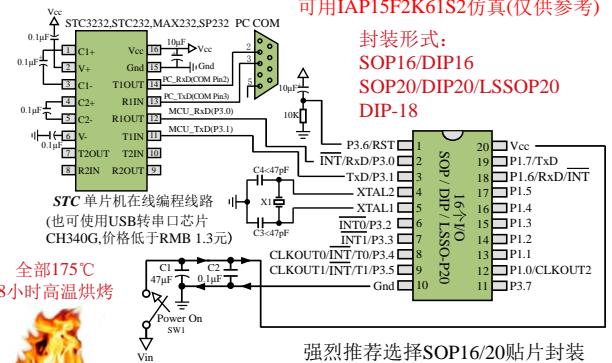 可用IAP15F2K61S2仿真(仅供参考)
STC3232,STC232,MAX232,SP232 PC COM
封装形式：
SOP16/DIP16
SOP20/DIP20/LSSOP20
DIP-18
Vcc
0.1μF
0.1μF
0.1μF
0.1μF
10μF
Vcc
Gnd
1 C1+ Vcc 16
2 V+ Gnd 15
3 C1- T1OUT 14
4 C2+ R1IN 13
5 C2- R1OUT 12
6 V- T1IN 11
7 T2OUT T2IN 10
8 R2IN R2OUT 9
PC_RxD(COM Pin2)
PC_TxD(COM Pin3)
MCU_RxD(P3.0)
MCU_TxD(P3.1)
2
3
5
10μF
10K
STC 单片机在线编程线路
(也可使用USB转串口芯片
CH340G,价格低于RMB 1.3元)
C4<47pF
X1
C3<47pF
P3.6/RST 1
INT/RxD/P3.0 2
TxD/P3.1 3
XTAL2 4
XTAL1 5
INT0/P3.2 6
INT1/P3.3 7
CLKOUT0/INT/T0/P3.4 8
CLKOUT1/INT/T1/P3.5 9
Gnd 10
16个I/O
SOP / DIP / LSSO-P20
20 Vcc
19 P1.7/TxD
18 P1.6/RxD/INT
17 P1.5
16 P1.4
15 P1.3
14 P1.2
13 P1.1
12 P1.0/CLKOUT2
11 P3.7
全部175℃
8小时高温烘烤
C1
47μF
C2
0.1μF
Power On
SW1
Vin
强烈推荐选择SOP16/20贴片封装